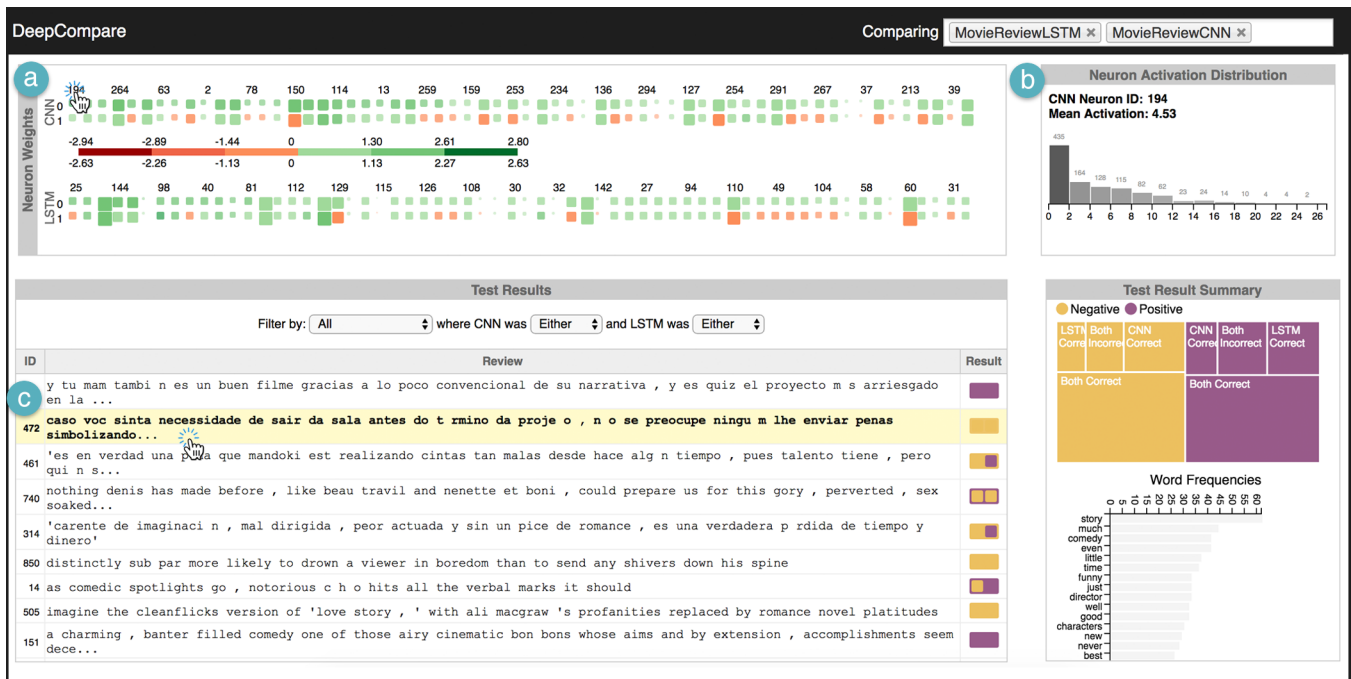 DeepCompare
Comparing MovieReviewLSTM × MovieReviewCNN ×
a
Neuron Weights
CNN
194 264 63 2 78 150 114 13 259 159 253 234 136 294 127 254 291 267 37 213 39
0
1
-2.94 -2.89 -1.44 0 1.30 2.61 2.80
-2.63 -2.26 -1.13 0 1.13 2.27 2.63
LSTM
25 144 98 40 81 112 129 115 126 108 30 32 142 27 94 110 49 104 58 60 31
0
1
b
Neuron Activation Distribution
CNN Neuron ID: 194
Mean Activation: 4.53
435
164 128 115 82 62 23 24 14 10 4 4 2
0 2 4 6 8 10 12 14 16 18 20 22 24 26
Test Results
Filter by: All where CNN was Either and LSTM was Either
ID Review Result
c
y tu mam tambi n es un buen filme gracias a lo poco convencional de su narrativa , y es quiz el proyecto m s arriesgado
en la ...
472 caso voc sinta necessidade de sair da sala antes do t rmino da proje o , n o se preocupe ningu m lhe enviar penas
simbolizando...
461 'es en verdad una que mandoki est realizando cintas tan malas desde hace alg n tiempo , pues talento tiene , pero
qui n s...
740 nothing denis has made before , like beau travil and nenette et boni , could prepare us for this gory , perverted , sex
soaked...
314 'carente de imaginaci n , mal dirigida , peor actuada y sin un pice de romance , es una verdadera p rdida de tiempo y
dinero'
850 distinctly sub par more likely to drown a viewer in boredom than to send any shivers down his spine
14 as comedic spotlights go , notorious c h o hits all the verbal marks it should
505 imagine the cleanflicks version of 'love story , ' with ali macgraw 's profanities replaced by romance novel platitudes
151 a charming , banter filled comedy one of those airy cinematic bon bons whose aims and by extension , accomplishments seem
dece...
Test Result Summary
Negative Positive
LSTM Both CNN CNN Both LSTM
Corre Incorre Correct Corre Incorrect Correct
Both Correct Both Correct
Word Frequencies
0 5 10 15 20 25 30 35 40 45 50 55 60
story
much
comedy
even
little
time
funny
just
director
well
good
characters
new
never
best